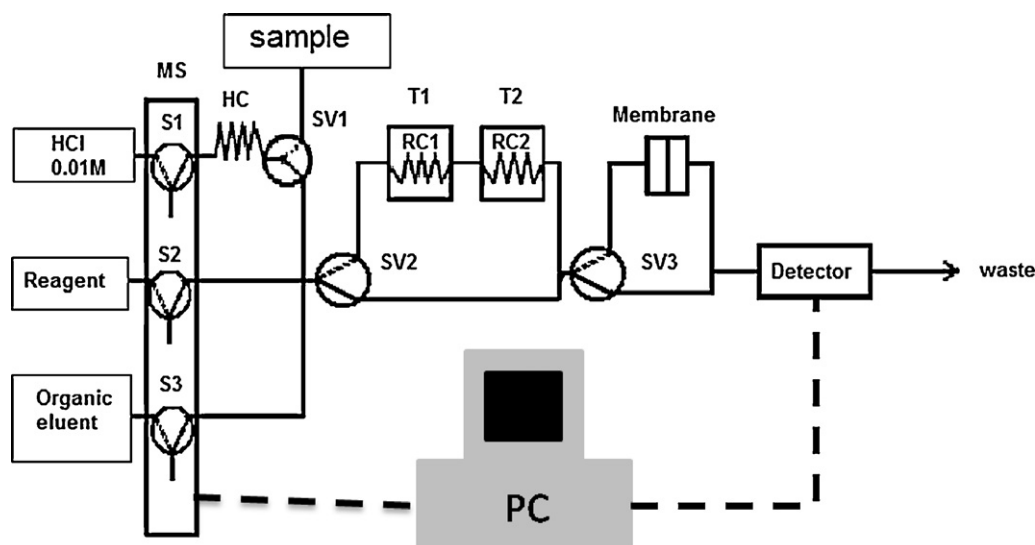 sample
MS
HC
SV1
T1
T2
Membrane
S1
HCl
0.01M
RC1
RC2
S2
SV2
SV3
Reagent
Detector
waste
S3
Organic
eluent
PC